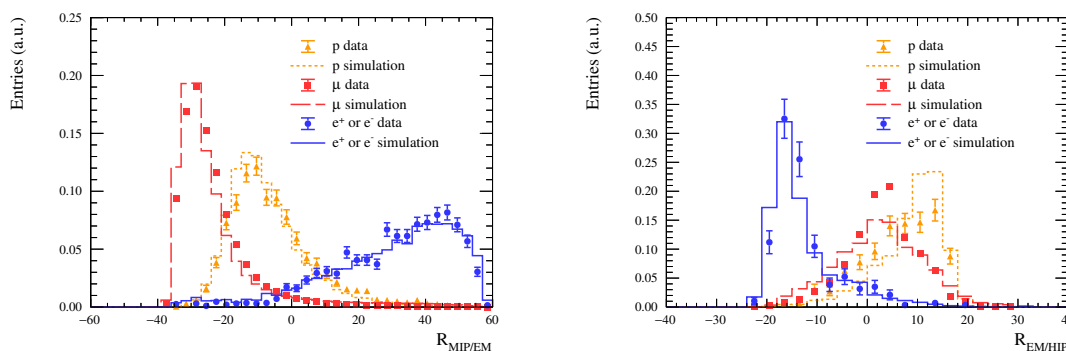 Entries (a.u.)
0.25
0.20
0.15
0.10
0.05
0.00
p data
p simulation
μ data
μ simulation
e⁺ or e⁻ data
e⁺ or e⁻ simulation
−60 −40 −20 0 20 40 60
R_MIP/EM
Entries (a.u.)
0.50
0.45
0.40
0.35
0.30
0.25
0.20
0.15
0.10
0.05
0.00
p data
p simulation
μ data
μ simulation
e⁺ or e⁻ data
e⁺ or e⁻ simulation
−40 −30 −20 −10 0 10 20 30 40
R_EM/HIP